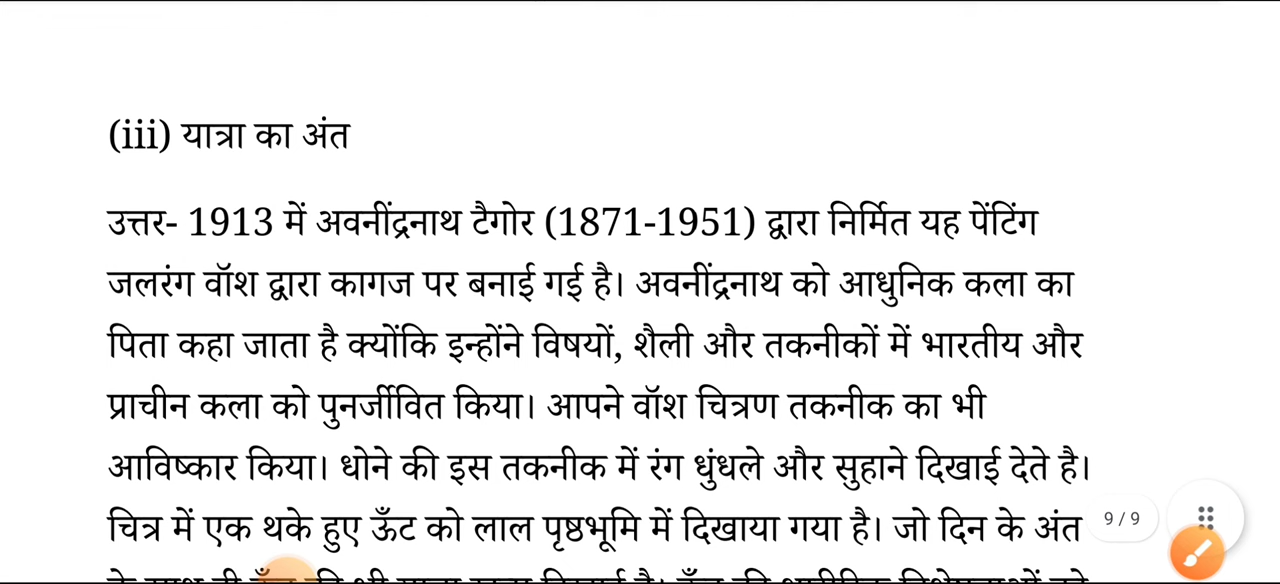 (iii) यात्रा का अंत
उत्तर- 1913 में अवनींद्रनाथ टैगोर (1871-1951) द्वारा निर्मित यह पेंटिंग
जलरंग वॉश द्वारा कागज पर बनाई गई है। अवनींद्रनाथ को आधुनिक कला का
पिता कहा जाता है क्योंकि इन्होंने विषयों, शैली और तकनीकों में भारतीय और
प्राचीन कला को पुनर्जीवित किया। आपने वॉश चित्रण तकनीक का भी
आविष्कार किया। धोने की इस तकनीक में रंग धुंधले और सुहाने दिखाई देते है।
चित्र में एक थके हुए ऊँट को लाल पृष्ठभूमि में दिखाया गया है। जो दिन के अंत
9/9